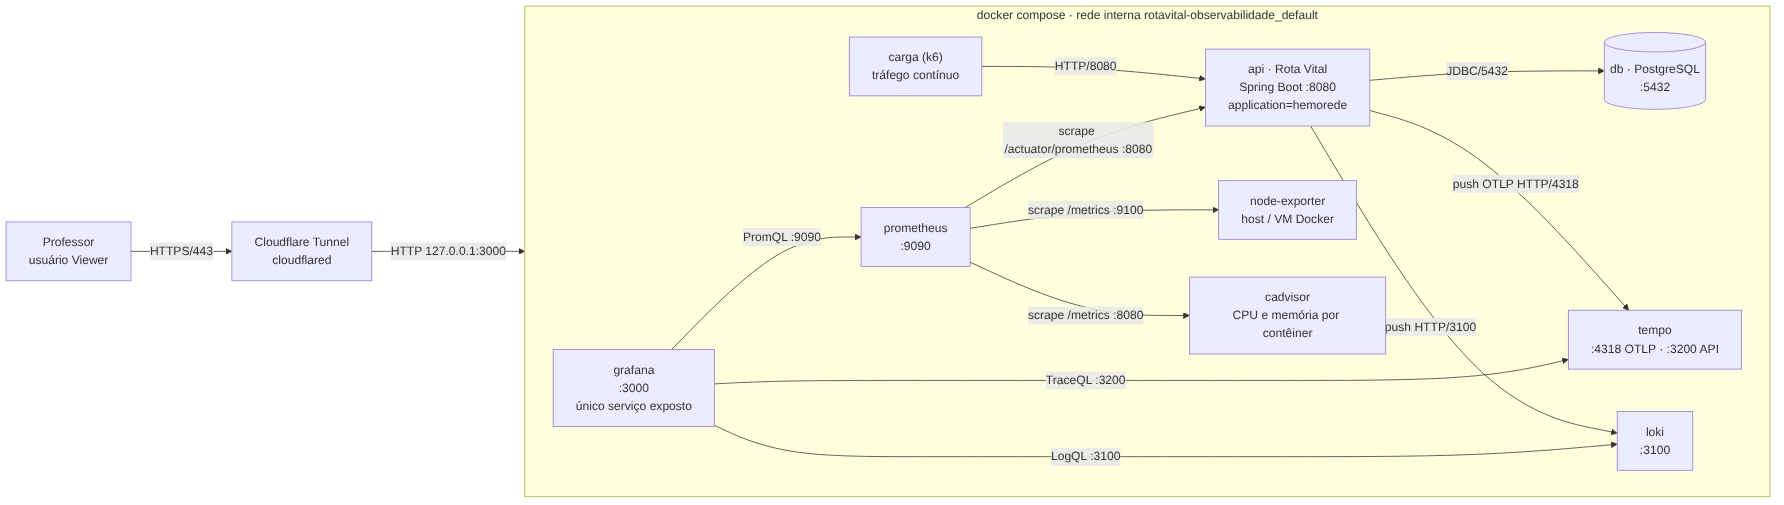 docker compose · rede interna rotavital-observabilidade_default
carga (k6)
tráfego contínuo
HTTP/8080
api · Rota Vital
Spring Boot :8080
application=hemorede
JDBC/5432
db · PostgreSQL
:5432
scrape
/actuator/prometheus :8080
push OTLP HTTP/4318
node-exporter
host / VM Docker
scrape /metrics :9100
prometheus
:9090
PromQL :9090
Professor
usuário Viewer
HTTPS/443
Cloudflare Tunnel
cloudflared
HTTP 127.0.0.1:3000
cadvisor
CPU e memória por
contêiner
scrape /metrics :8080
push HTTP/3100
tempo
:4318 OTLP · :3200 API
grafana
:3000
único serviço exposto
TraceQL :3200
loki
:3100
LogQL :3100